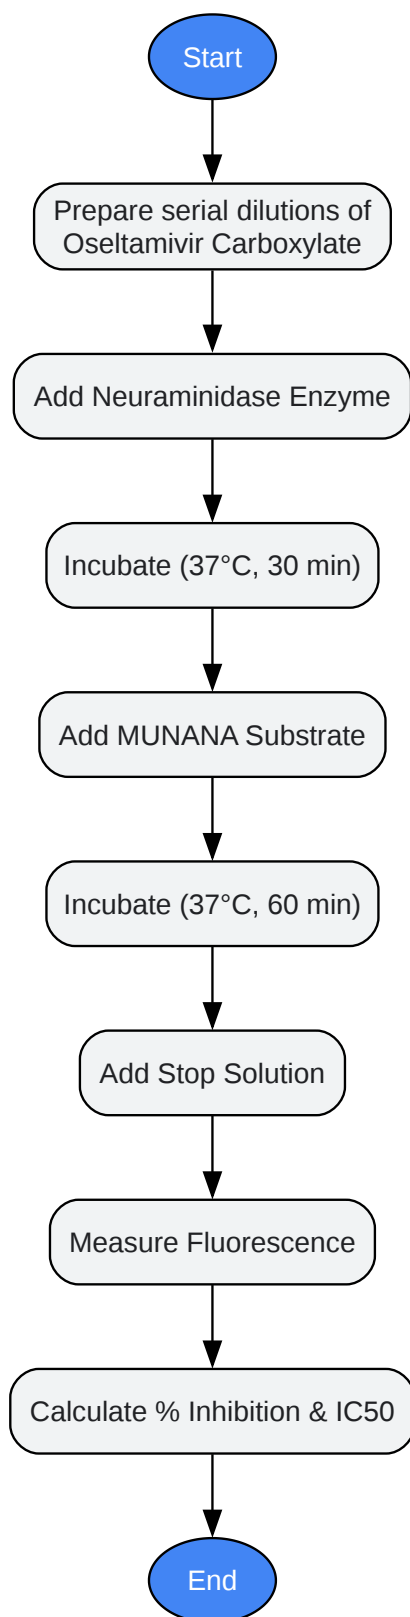 Start
Prepare serial dilutions of
Oseltamivir Carboxylate
Add Neuraminidase Enzyme
Incubate (37°C, 30 min)
Add MUNANA Substrate
Incubate (37°C, 60 min)
Add Stop Solution
Measure Fluorescence
Calculate % Inhibition & IC50
End